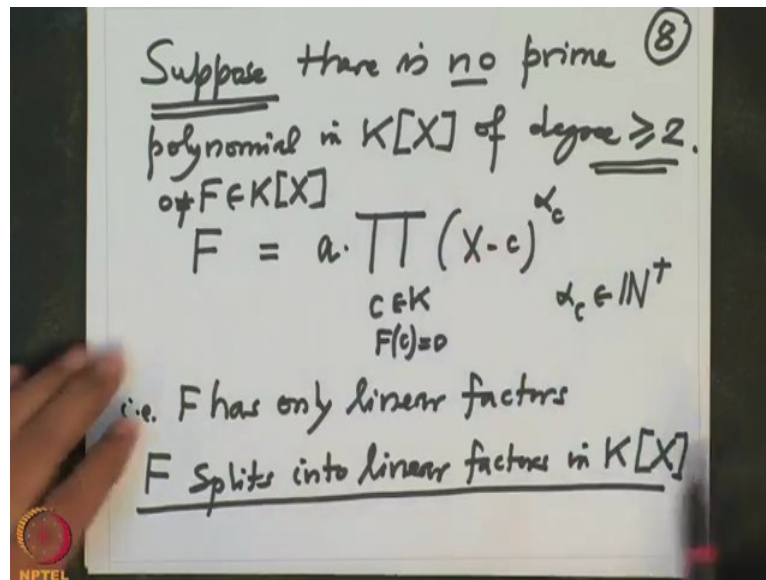 Suppose there is no prime ⑧
polynomial in K[X] of degree ≥ 2.
0 ≠ F ∈ K[X]
F = a · ∏ (X - c)^{α_c}
c ∈ K
α_c ∈ ℕ⁺
F(c) = 0
i.e. F has only linear factors
F splits into linear factors in K[X]
NPTEL